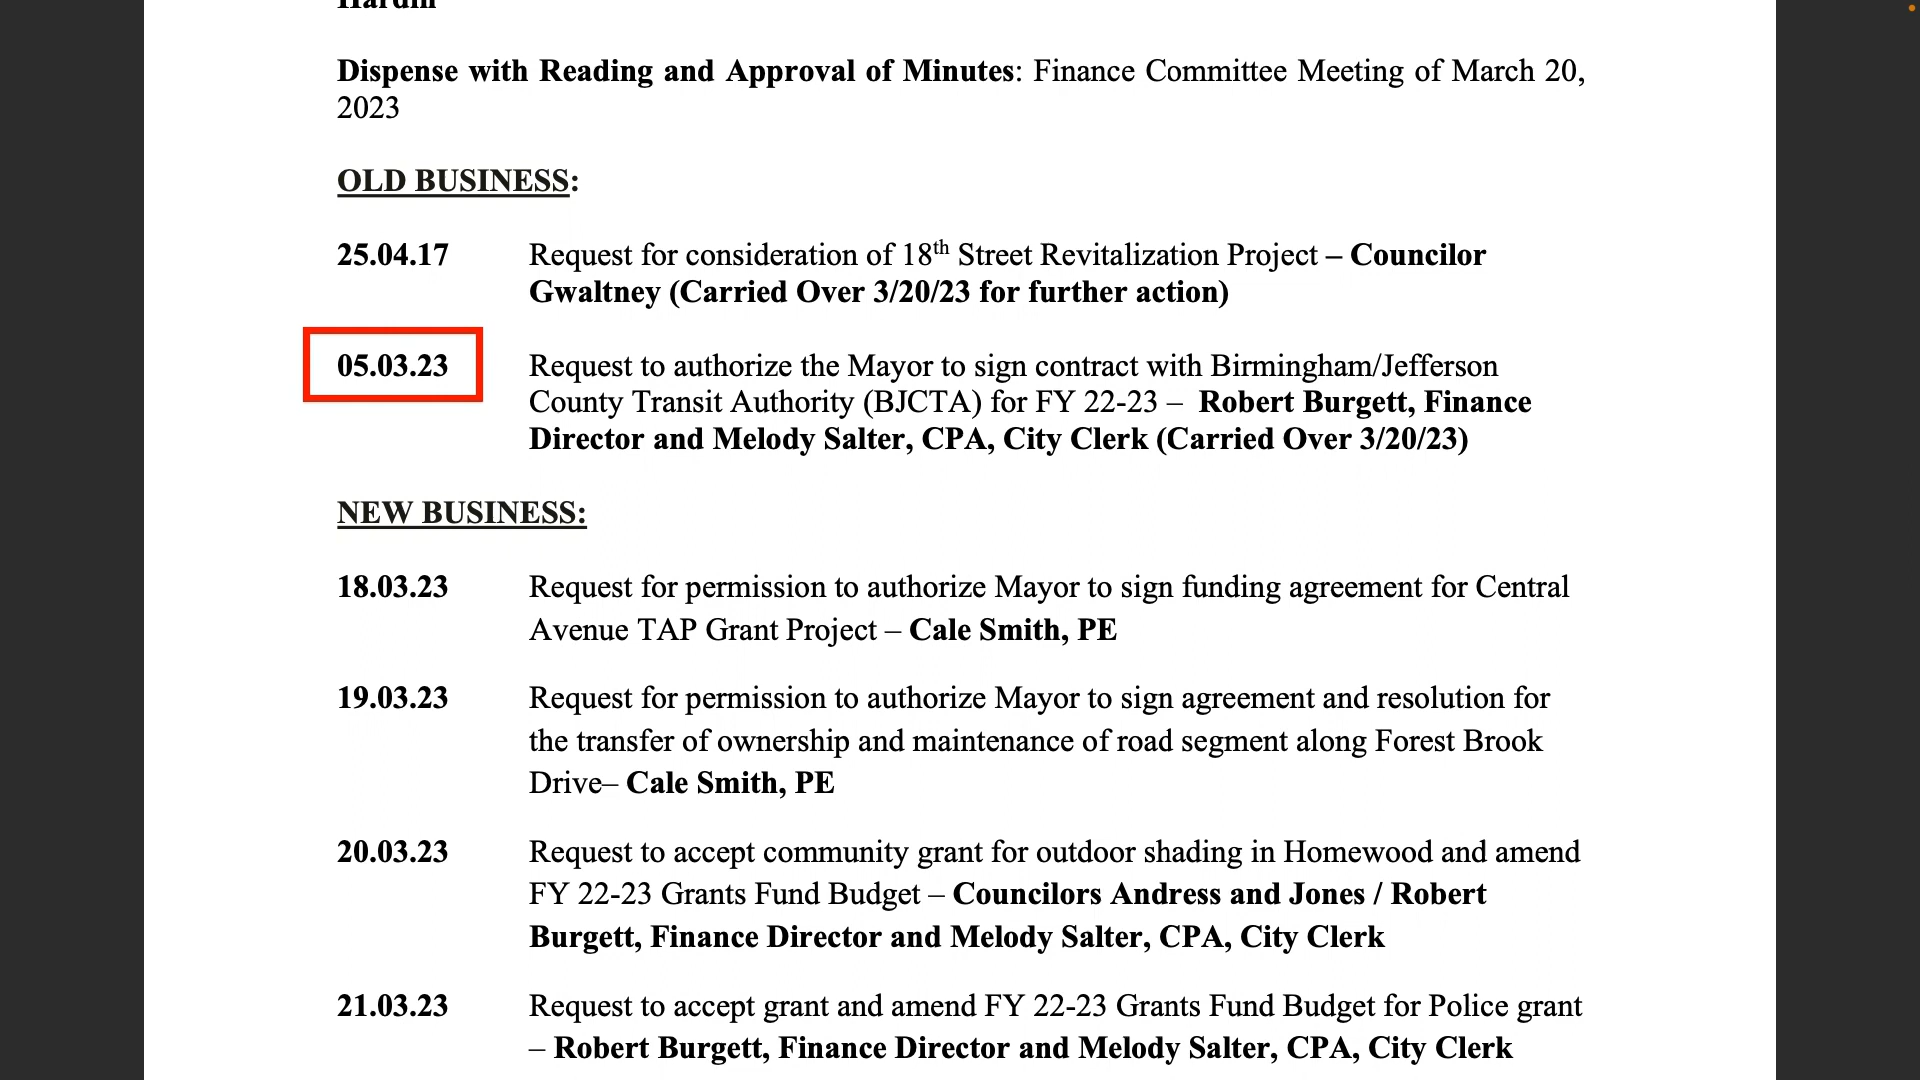 Hardin
Dispense with Reading and Approval of Minutes: Finance Committee Meeting of March 20,
2023
OLD BUSINESS:
25.04.17 Request for consideration of 18th Street Revitalization Project – Councilor
Gwaltney (Carried Over 3/20/23 for further action)
05.03.23 Request to authorize the Mayor to sign contract with Birmingham/Jefferson
County Transit Authority (BJCTA) for FY 22-23 – Robert Burgett, Finance
Director and Melody Salter, CPA, City Clerk (Carried Over 3/20/23)
NEW BUSINESS:
18.03.23 Request for permission to authorize Mayor to sign funding agreement for Central
Avenue TAP Grant Project – Cale Smith, PE
19.03.23 Request for permission to authorize Mayor to sign agreement and resolution for
the transfer of ownership and maintenance of road segment along Forest Brook
Drive– Cale Smith, PE
20.03.23 Request to accept community grant for outdoor shading in Homewood and amend
FY 22-23 Grants Fund Budget – Councilors Andress and Jones / Robert
Burgett, Finance Director and Melody Salter, CPA, City Clerk
21.03.23 Request to accept grant and amend FY 22-23 Grants Fund Budget for Police grant
– Robert Burgett, Finance Director and Melody Salter, CPA, City Clerk